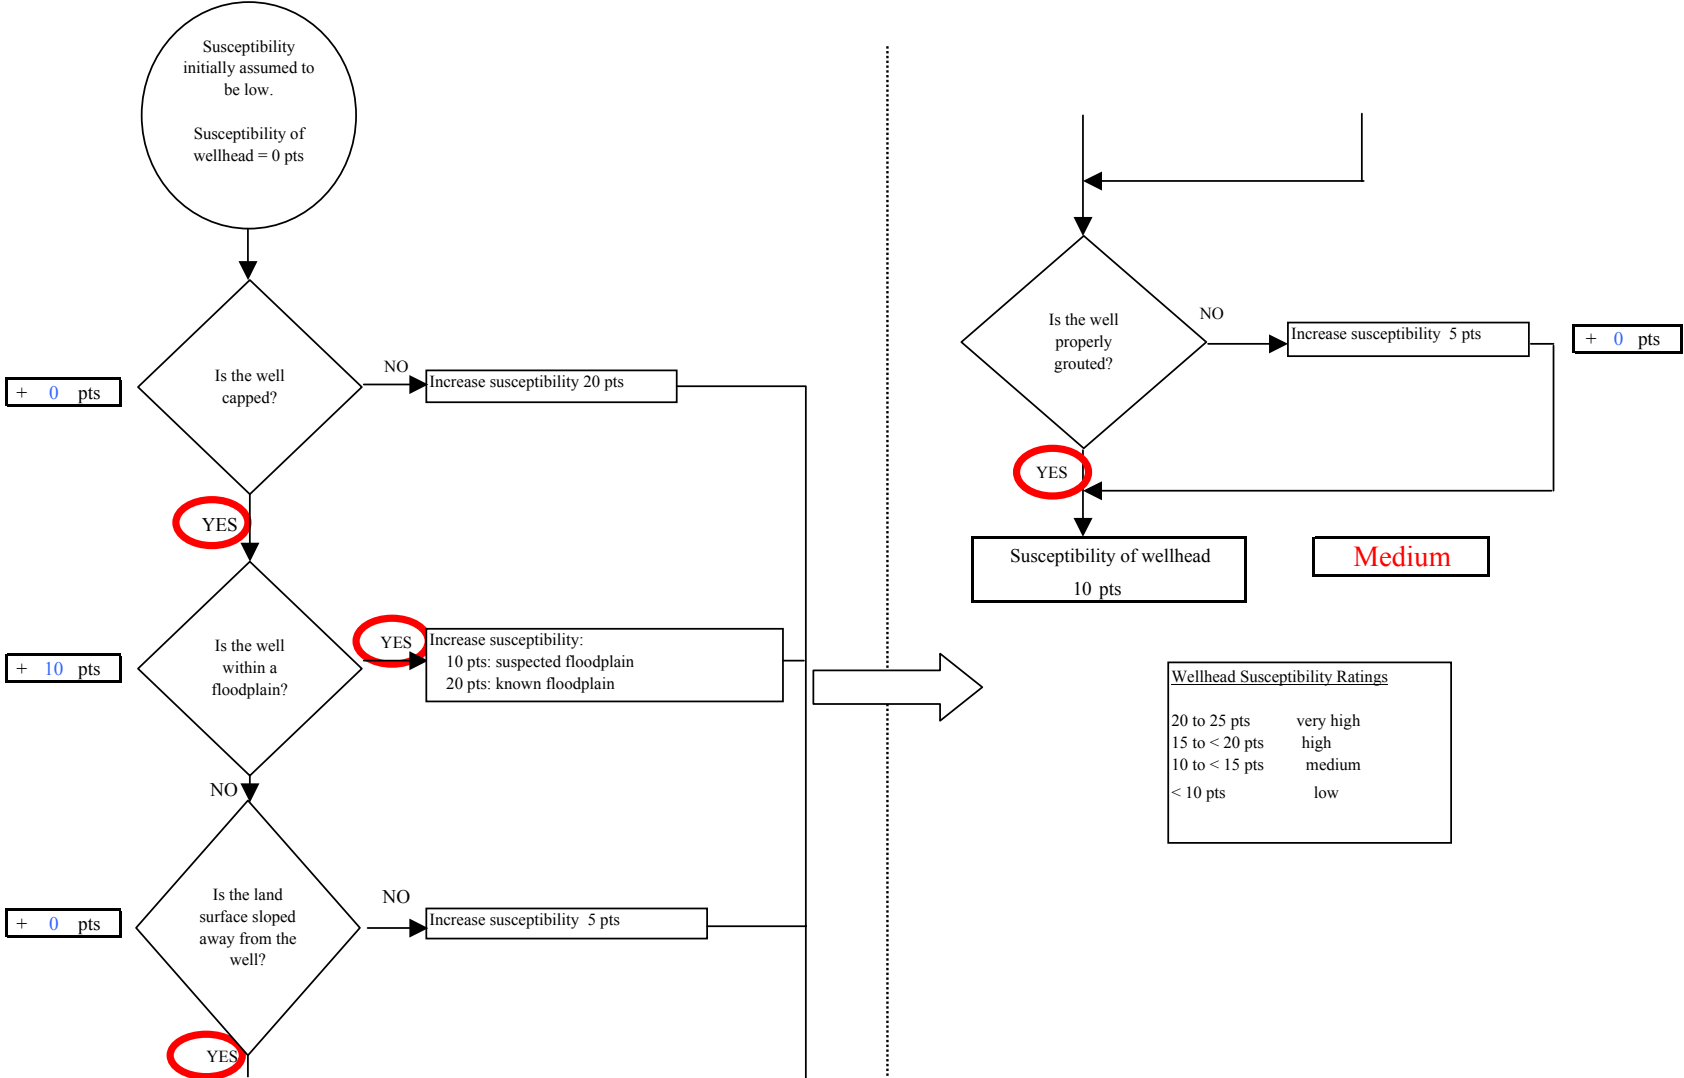 Susceptibility
initially assumed to
be low.
Susceptibility of
wellhead = 0 pts
Is the well
capped?
NO
Increase susceptibility 20 pts
+ 0 pts
YES
Is the well
within a
floodplain?
YES
Increase susceptibility:
10 pts: suspected floodplain
20 pts: known floodplain
+ 10 pts
NO
Is the land
surface sloped
away from the
well?
NO
Increase susceptibility 5 pts
+ 0 pts
YES
Is the well
properly
grouted?
NO
Increase susceptibility 5 pts
+ 0 pts
YES
Susceptibility of wellhead
10 pts
Medium
Wellhead Susceptibility Ratings
20 to 25 pts very high
15 to < 20 pts high
10 to < 15 pts medium
< 10 pts low